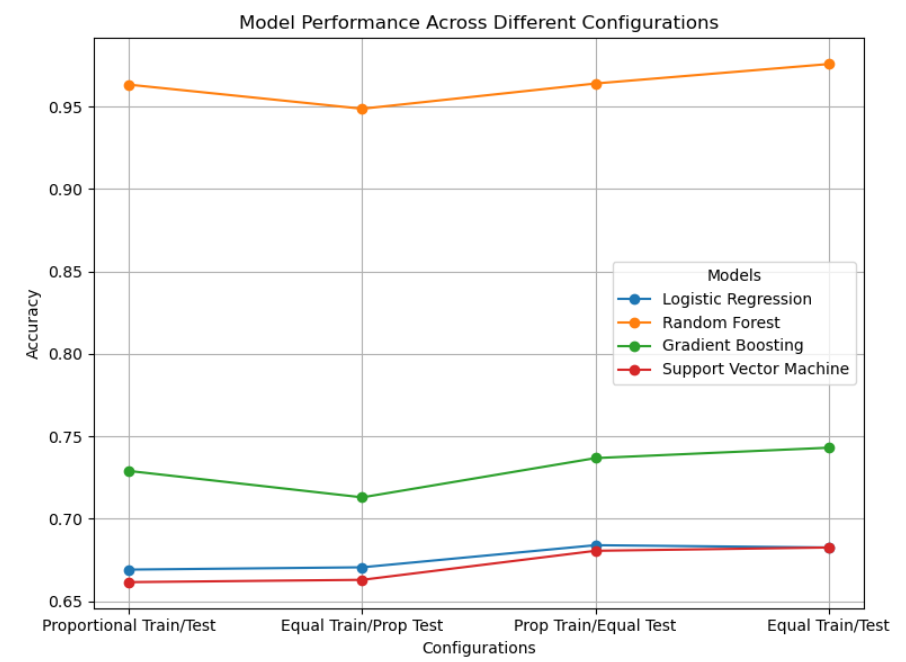 Model Performance Across Different Configurations
Accuracy
0.95
0.90
0.85
0.80
0.75
0.70
0.65
Models
Logistic Regression
Random Forest
Gradient Boosting
Support Vector Machine
Proportional Train/Test
Equal Train/Prop Test
Prop Train/Equal Test
Equal Train/Test
Configurations